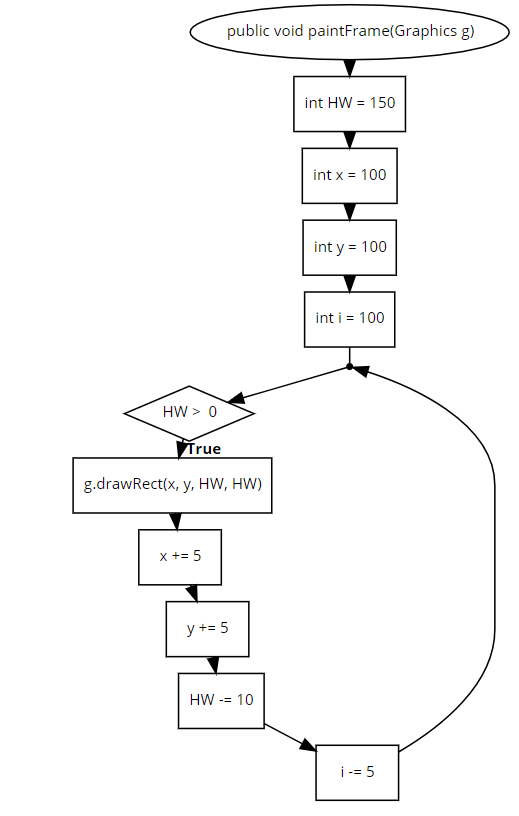 public void paintFrame(Graphics g)
int HW = 150
int x = 100
int y = 100
int i = 100
HW > 0
True
g.drawRect(x, y, HW, HW)
x += 5
y += 5
HW -= 10
i -= 5